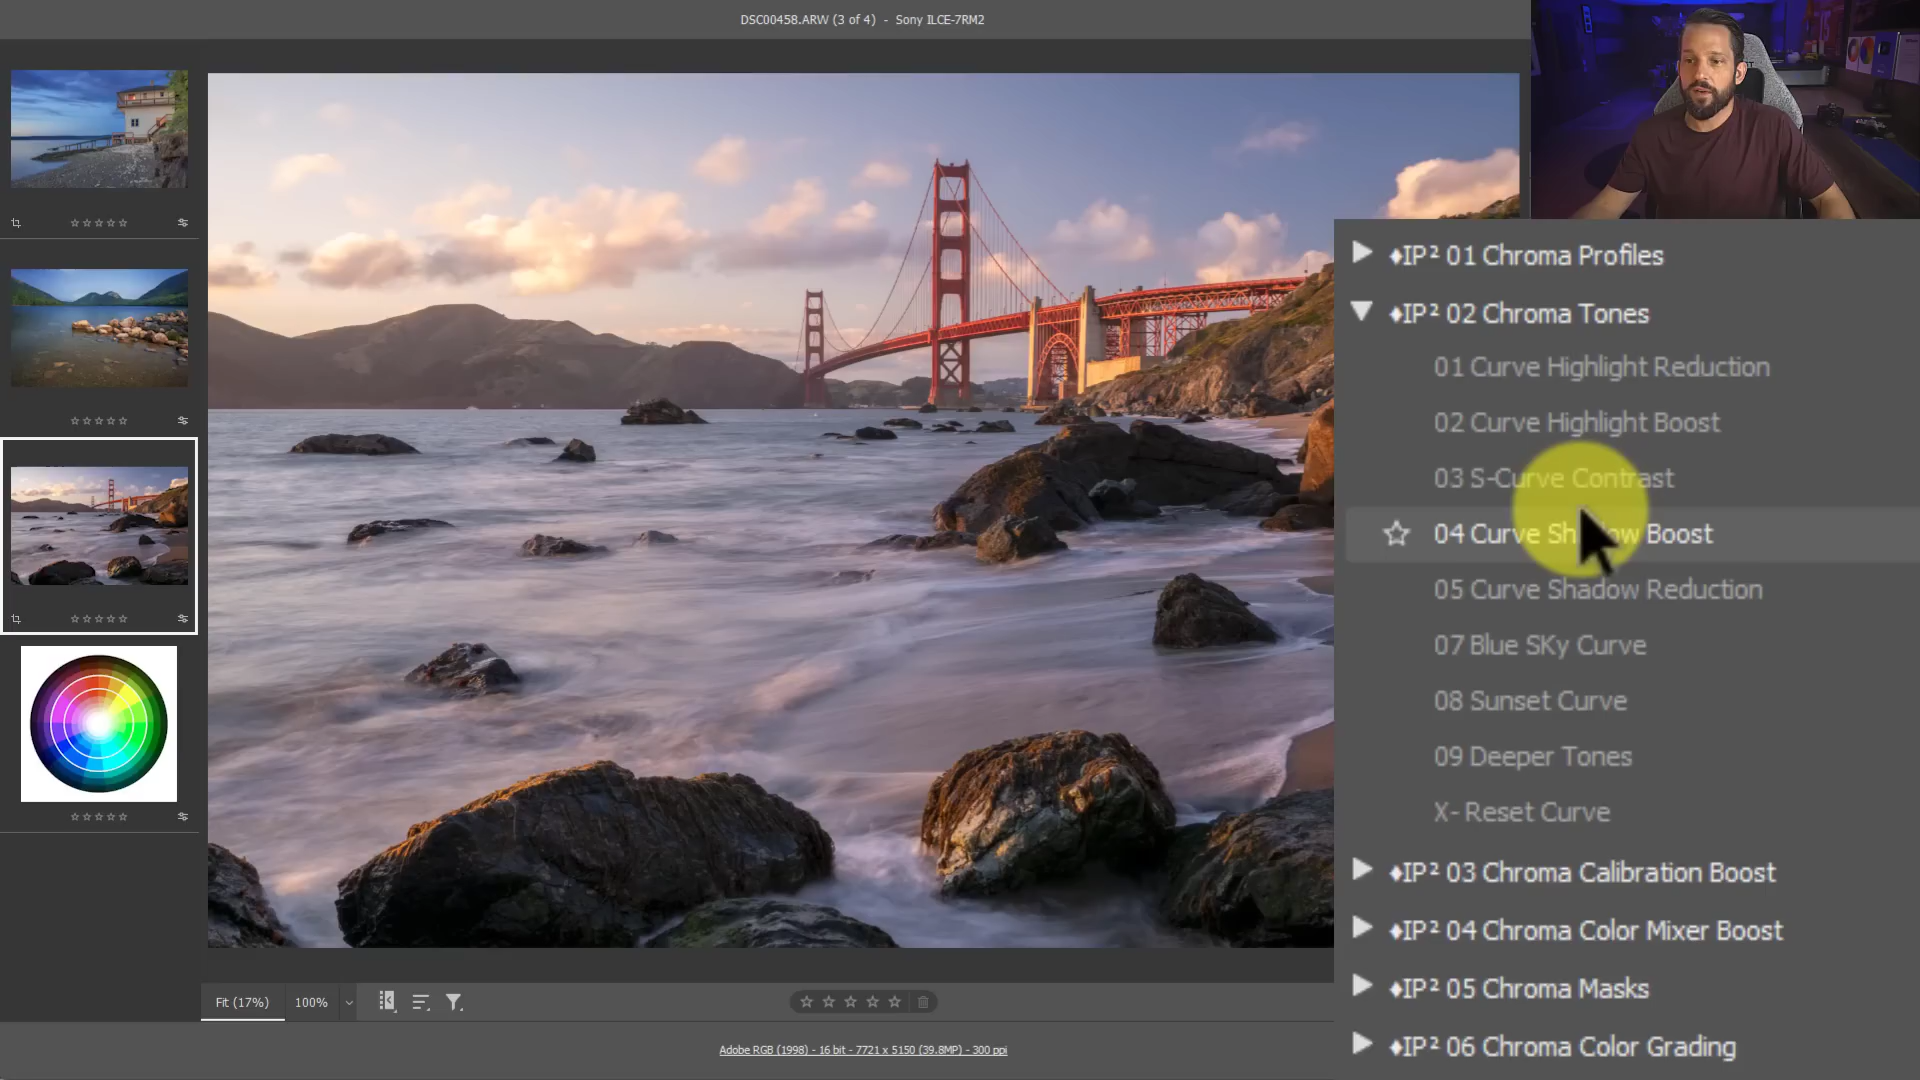 DSC00458.ARW (3 of 4) - Sony ILCE-7RM2
♦IP² 01 Chroma Profiles
♦IP² 02 Chroma Tones
01 Curve Highlight Reduction
02 Curve Highlight Boost
03 S-Curve Contrast
04 Curve Shadow Boost
05 Curve Shadow Reduction
07 Blue SKy Curve
08 Sunset Curve
09 Deeper Tones
X- Reset Curve
♦IP² 03 Chroma Calibration Boost
♦IP² 04 Chroma Color Mixer Boost
♦IP² 05 Chroma Masks
♦IP² 06 Chroma Color Grading
Fit (17%) 100%
Adobe RGB (1998) - 16 bit - 7721 x 5150 (39.8MP) - 300 ppi